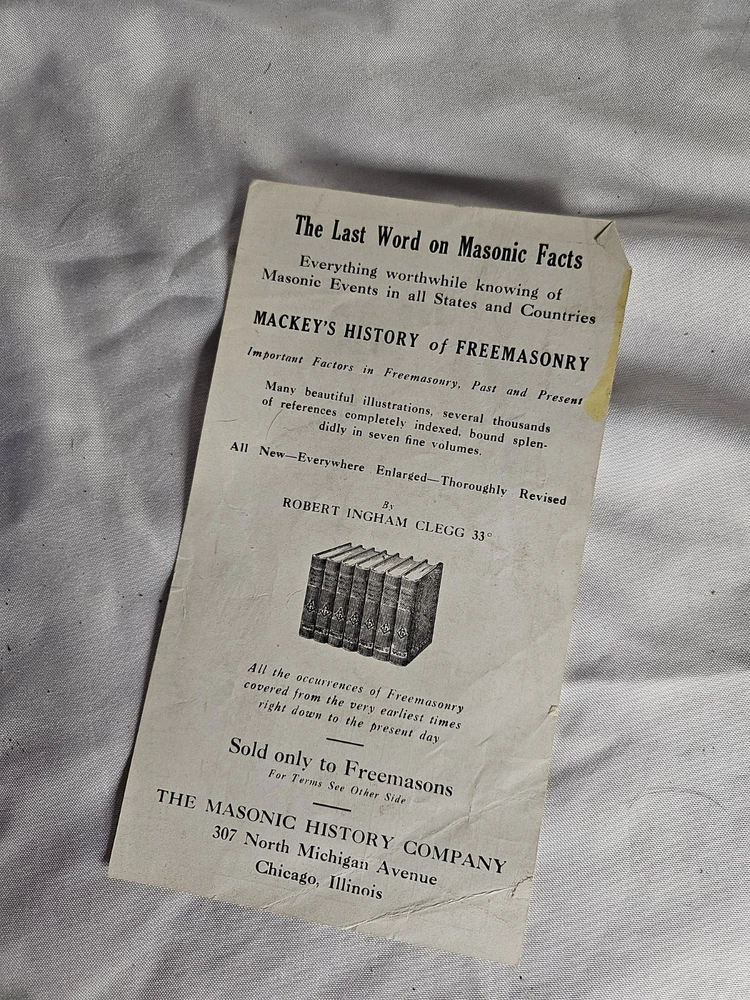 The Last Word on Masonic Facts
Everything worthwhile knowing of
Masonic Events in all States and Countries
MACKEY'S HISTORY of FREEMASONRY
Important Factors in Freemasonry, Past and Present
Many beautiful illustrations, several thousands
of references completely indexed, bound splen-
didly in seven fine volumes.
All New—Everywhere Enlarged—Thoroughly Revised
By
ROBERT INGHAM CLEGG 33°
All the occurrences of Freemasonry
covered from the very earliest times
right down to the present day
Sold only to Freemasons
For Terms See Other Side
THE MASONIC HISTORY COMPANY
307 North Michigan Avenue
Chicago, Illinois